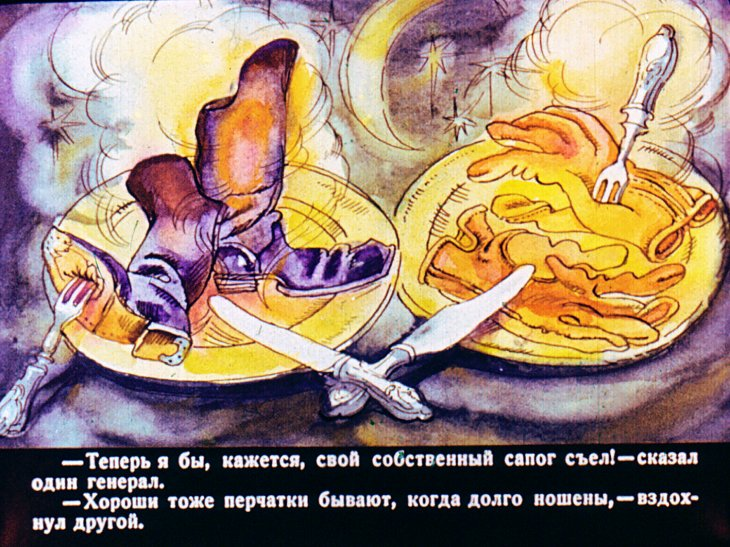 —Теперь я бы, кажется, свой собственный сапог съел!—сказал
один генерал.
—Хороши тоже перчатки бывают, когда долго ношены,—вздох-
нул другой.